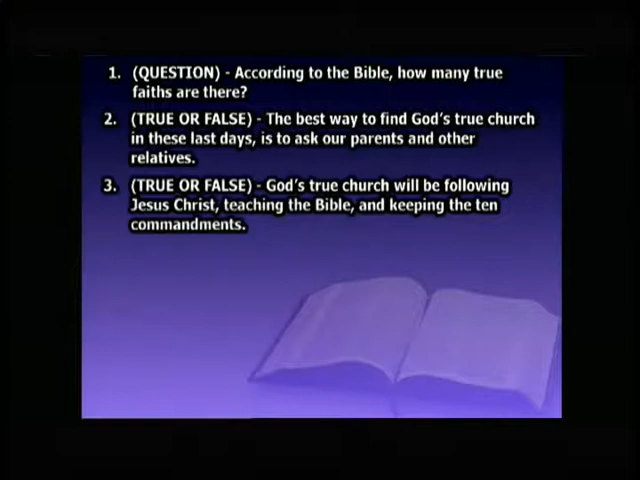 1. (QUESTION) - According to the Bible, how many true
faiths are there?
2. (TRUE OR FALSE) - The best way to find God's true church
in these last days, is to ask our parents and other
relatives.
3. (TRUE OR FALSE) - God's true church will be following
Jesus Christ, teaching the Bible, and keeping the ten
commandments.